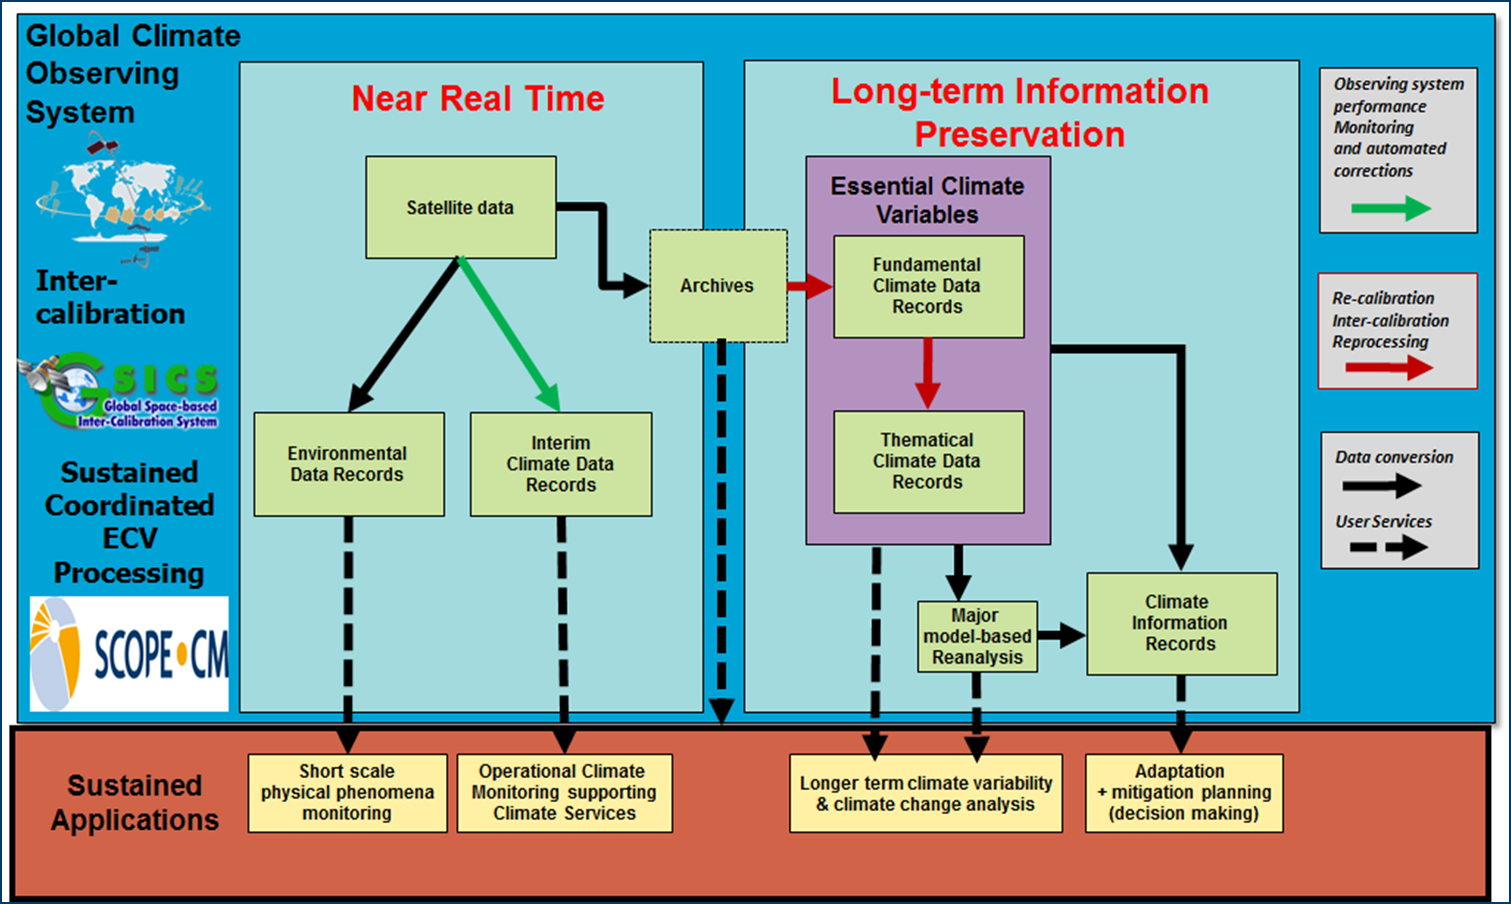 Global Climate
Observing
System
Inter-
calibration
GSICS
Global Space-based
Inter-Calibration System
Sustained
Coordinated
ECV
Processing
SCOPE•CM
Near Real Time
Satellite data
Archives
Environmental
Data Records
Interim
Climate Data
Records
Long-term Information
Preservation
Essential Climate
Variables
Fundamental
Climate Data
Records
Thematical
Climate Data
Records
Major
model-based
Reanalysis
Climate
Information
Records
Observing system
performance
Monitoring
and automated
corrections
Re-calibration
Inter-calibration
Reprocessing
Data conversion
User Services
Sustained
Applications
Short scale
physical phenomena
monitoring
Operational Climate
Monitoring supporting
Climate Services
Longer term climate variability
& climate change analysis
Adaptation
+ mitigation planning
(decision making)